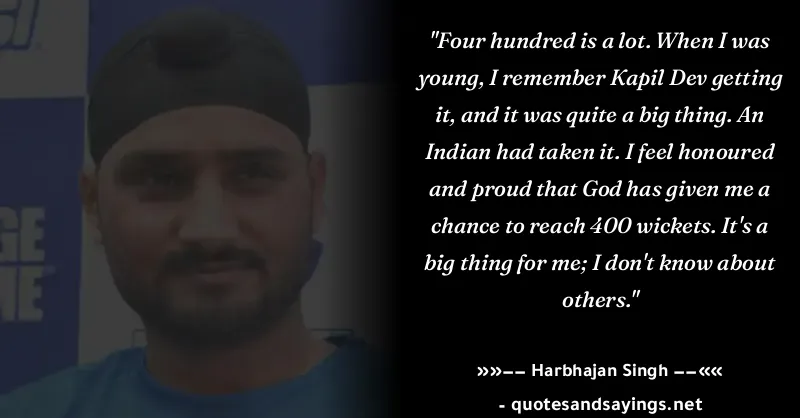 "Four hundred is a lot. When I was
young, I remember Kapil Dev getting
it, and it was quite a big thing. An
Indian had taken it. I feel honoured
and proud that God has given me a
chance to reach 400 wickets. It's a
big thing for me; I don't know about
others."
»»–– Harbhajan Singh ––««
- quotesandsayings.net
GE
ME